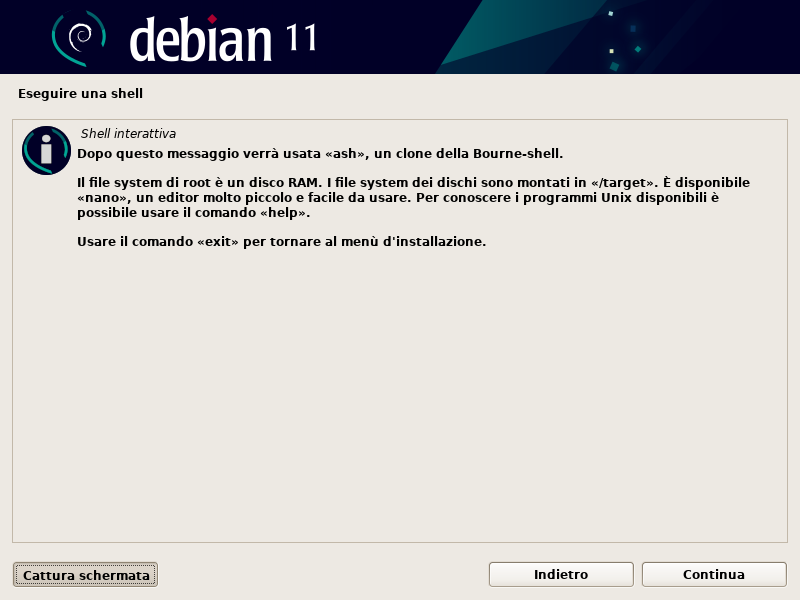 debian 11
Eseguire una shell
Shell interattiva
Dopo questo messaggio verrà usata «ash», un clone della Bourne-shell.
Il file system di root è un disco RAM. I file system dei dischi sono montati in «/target». È disponibile
«nano», un editor molto piccolo e facile da usare. Per conoscere i programmi Unix disponibili è
possibile usare il comando «help».
Usare il comando «exit» per tornare al menù d'installazione.
Cattura schermata
Indietro
Continua